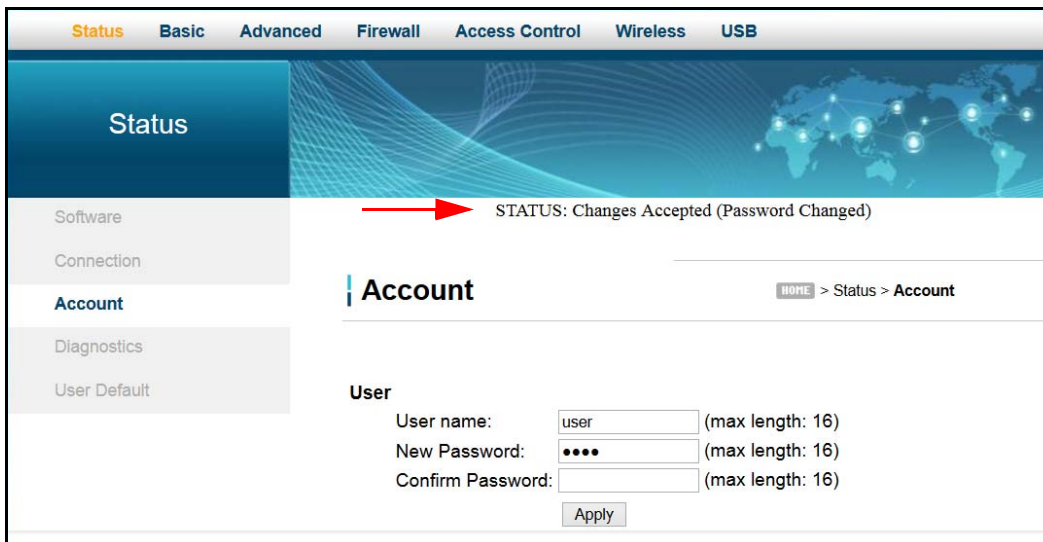 Status Basic Advanced Firewall Access Control Wireless USB
Status
STATUS: Changes Accepted (Password Changed)
Software
Connection
Account
Diagnostics
User Default
Account
HOME > Status > Account
User
User name: user (max length: 16)
New Password: •••• (max length: 16)
Confirm Password: (max length: 16)
Apply